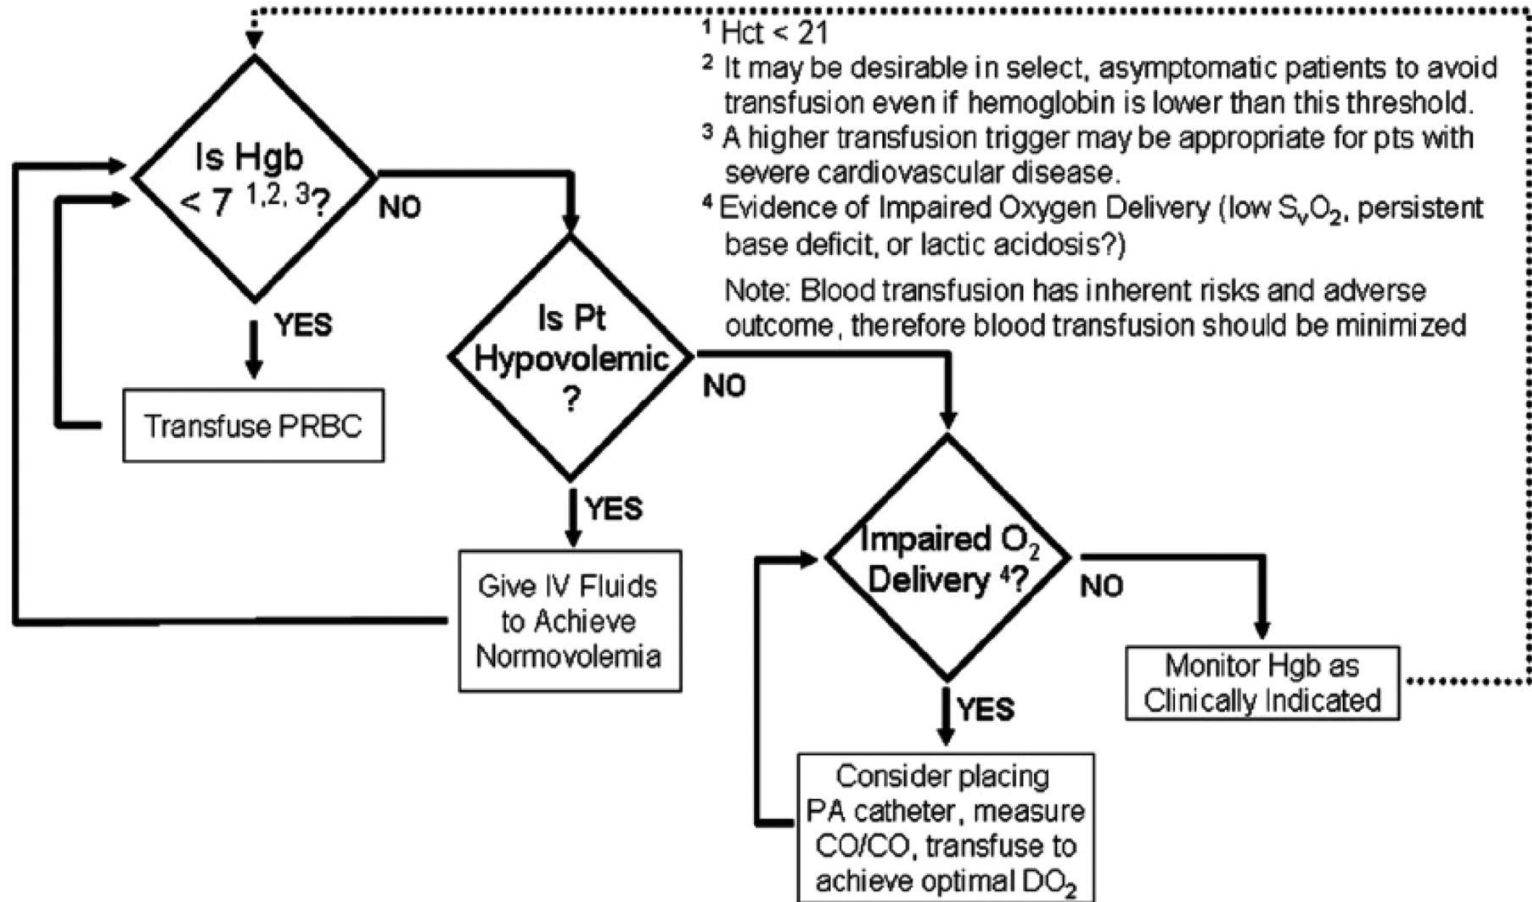 ¹ Hct < 21
² It may be desirable in select, asymptomatic patients to avoid
transfusion even if hemoglobin is lower than this threshold.
³ A higher transfusion trigger may be appropriate for pts with
severe cardiovascular disease.
⁴ Evidence of Impaired Oxygen Delivery (low SᵥO₂, persistent
base deficit, or lactic acidosis?)
Note: Blood transfusion has inherent risks and adverse
outcome, therefore blood transfusion should be minimized
Is Hgb
< 7 ¹,²,³?
NO
YES
Transfuse PRBC
Is Pt
Hypovolemic
?
NO
YES
Give IV Fluids
to Achieve
Normovolemia
Impaired O₂
Delivery ⁴?
NO
YES
Monitor Hgb as
Clinically Indicated
Consider placing
PA catheter, measure
CO/CO, transfuse to
achieve optimal DO₂